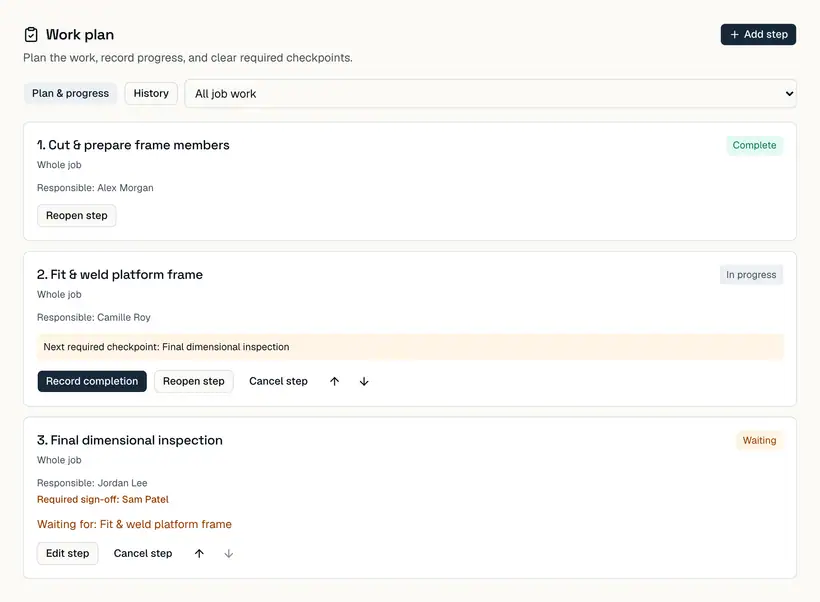 Work plan
+ Add step
Plan the work, record progress, and clear required checkpoints.
Plan & progress
History
All job work
1. Cut & prepare frame members
Complete
Whole job
Responsible: Alex Morgan
Reopen step
2. Fit & weld platform frame
In progress
Whole job
Responsible: Camille Roy
Next required checkpoint: Final dimensional inspection
Record completion
Reopen step
Cancel step
↑
↓
3. Final dimensional inspection
Waiting
Whole job
Responsible: Jordan Lee
Required sign-off: Sam Patel
Waiting for: Fit & weld platform frame
Edit step
Cancel step
↑
↓